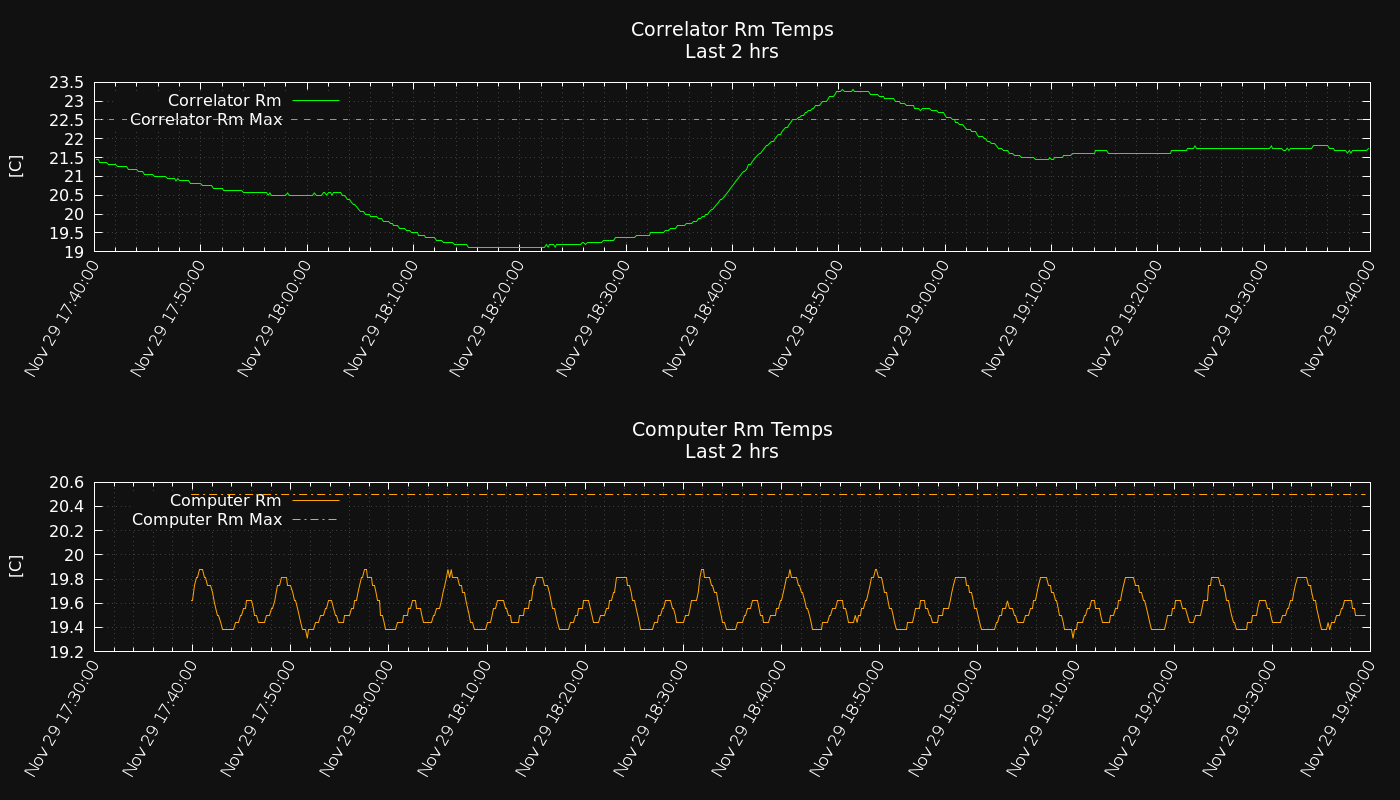 Correlator Rm Temps
Last 2 hrs
[C]
23.5
23
22.5
22
21.5
21
20.5
20
19.5
19
Correlator Rm
Correlator Rm Max
Nov 29 17:40:00
Nov 29 17:50:00
Nov 29 18:00:00
Nov 29 18:10:00
Nov 29 18:20:00
Nov 29 18:30:00
Nov 29 18:40:00
Nov 29 18:50:00
Nov 29 19:00:00
Nov 29 19:10:00
Nov 29 19:20:00
Nov 29 19:30:00
Nov 29 19:40:00
Computer Rm Temps
Last 2 hrs
[C]
20.6
20.4
20.2
20
19.8
19.6
19.4
19.2
Computer Rm
Computer Rm Max
Nov 29 17:30:00
Nov 29 17:40:00
Nov 29 17:50:00
Nov 29 18:00:00
Nov 29 18:10:00
Nov 29 18:20:00
Nov 29 18:30:00
Nov 29 18:40:00
Nov 29 18:50:00
Nov 29 19:00:00
Nov 29 19:10:00
Nov 29 19:20:00
Nov 29 19:30:00
Nov 29 19:40:00